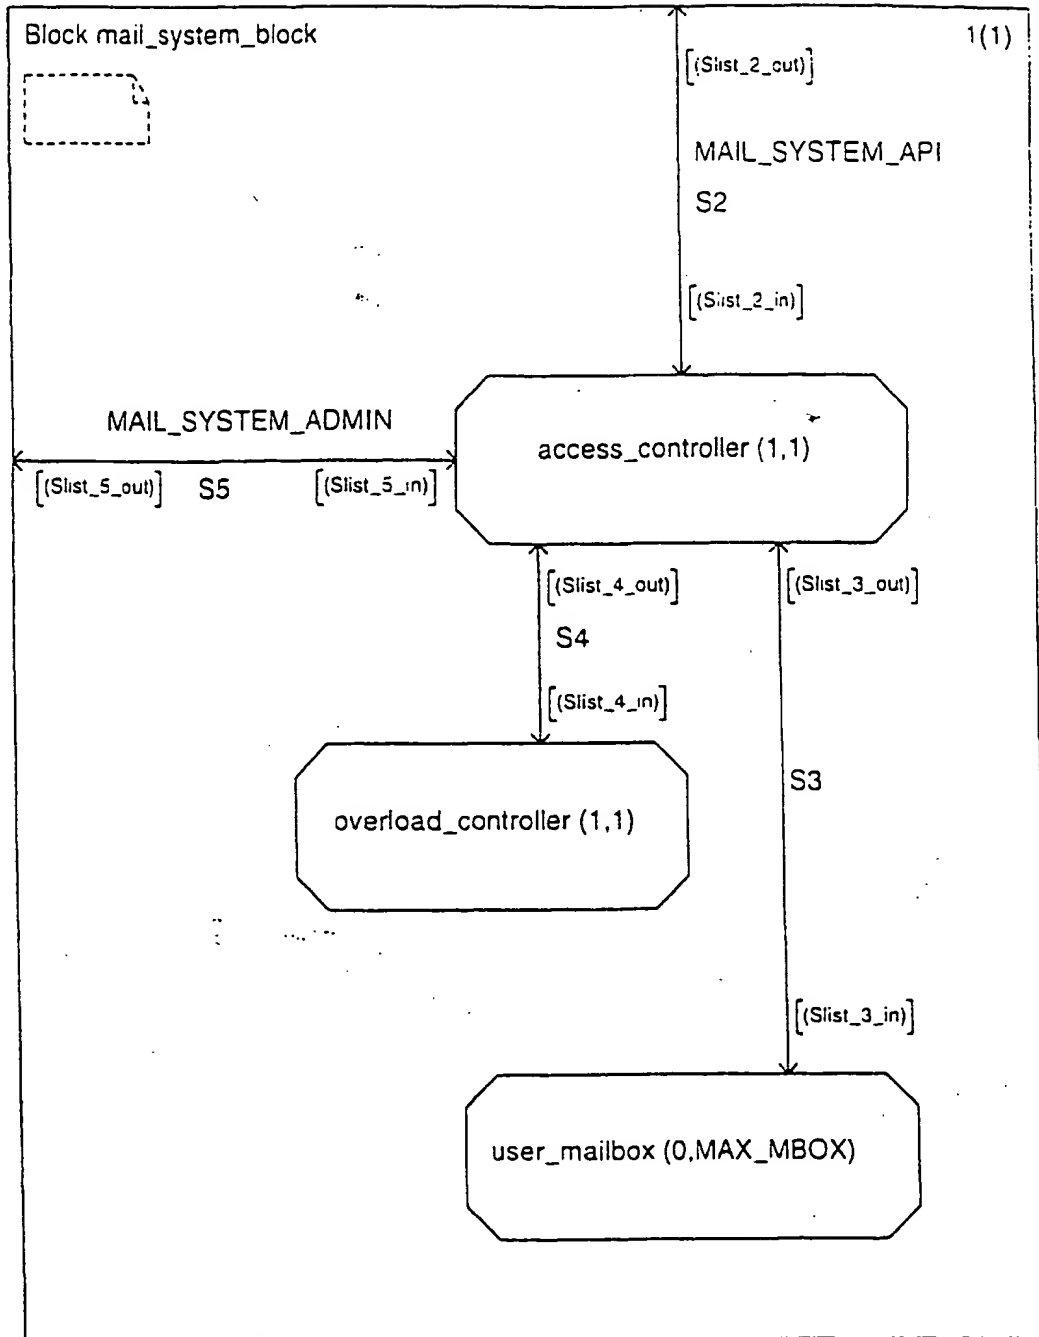 Block mail_system_block
1(1)
[(Slist_2_out)]
MAIL_SYSTEM_API
S2
[(Slist_2_in)]
MAIL_SYSTEM_ADMIN
access_controller (1,1)
[(Slist_5_out)] S5 [(Slist_5_in)]
[(Slist_4_out)]
[(Slist_3_out)]
S4
[(Slist_4_in)]
S3
overload_controller (1,1)
[(Slist_3_in)]
user_mailbox (0,MAX_MBOX)